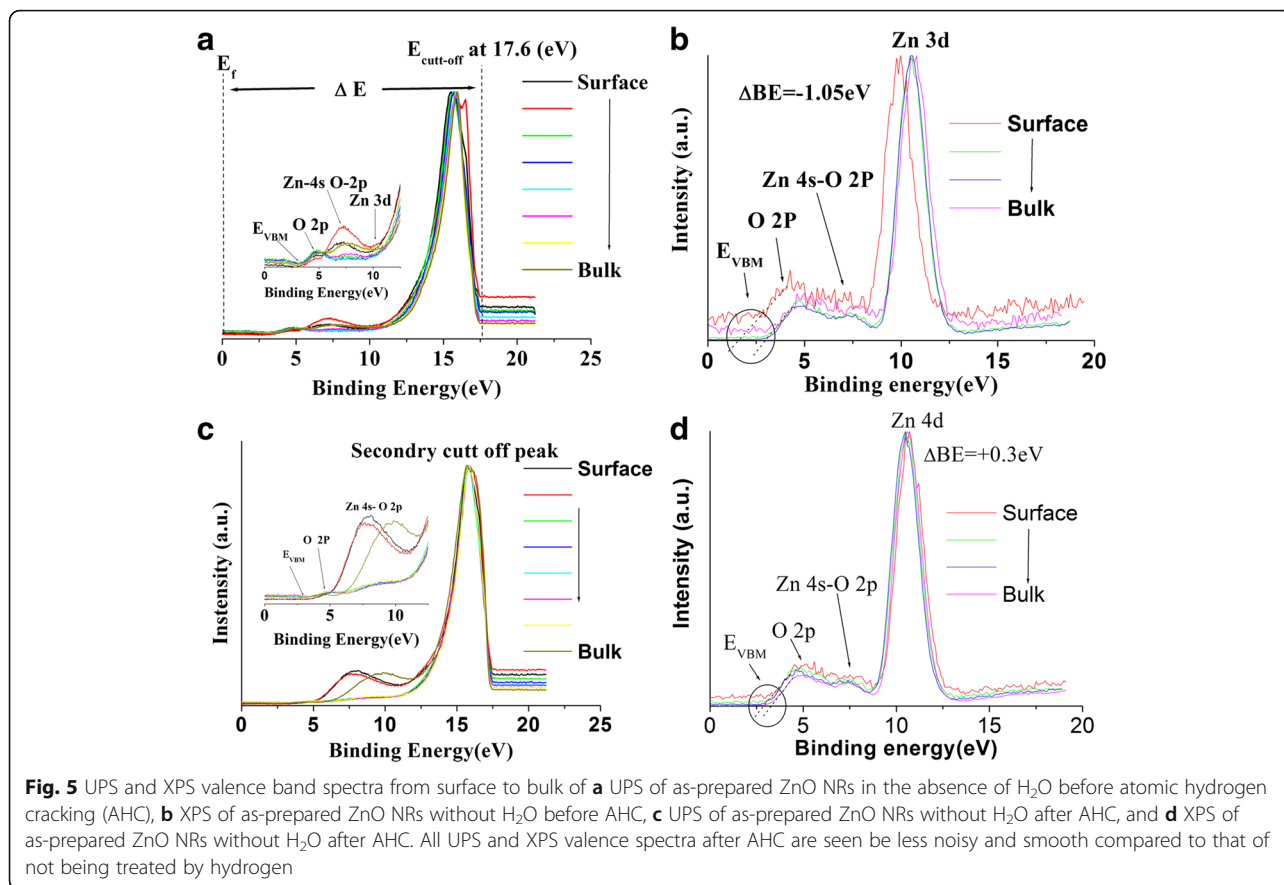 a
E_f
E_cutt-off at 17.6 (eV)
Δ E
Surface
Bulk
Zn-4s O-2p
Zn 3d
O 2p
E_VBM
0 5 10
Binding Energy(eV)
0 5 10 15 20 25
Binding Energy(eV)
b
Zn 3d
ΔBE=-1.05eV
Surface
Bulk
Zn 4s-O 2P
O 2P
E_VBM
Intensity (a.u.)
0 5 10 15 20
Binding energy(eV)
c
Secondry cutt off peak
Surface
Bulk
Zn 4s- O 2p
O 2P
E_VBM
0 5 10
Binding Energy(eV)
Instensity (a.u.)
0 5 10 15 20 25
Binding Energy(eV)
d
Zn 4d
ΔBE=+0.3eV
Surface
Bulk
Zn 4s-O 2p
O 2p
E_VBM
Intensity (a.u.)
0 5 10 15 20
Binding energy(eV)
Fig. 5 UPS and XPS valence band spectra from surface to bulk of a UPS of as-prepared ZnO NRs in the absence of H2O before atomic hydrogen
cracking (AHC), b XPS of as-prepared ZnO NRs without H2O before AHC, c UPS of as-prepared ZnO NRs without H2O after AHC, and d XPS of
as-prepared ZnO NRs without H2O after AHC. All UPS and XPS valence spectra after AHC are seen be less noisy and smooth compared to that of
not being treated by hydrogen